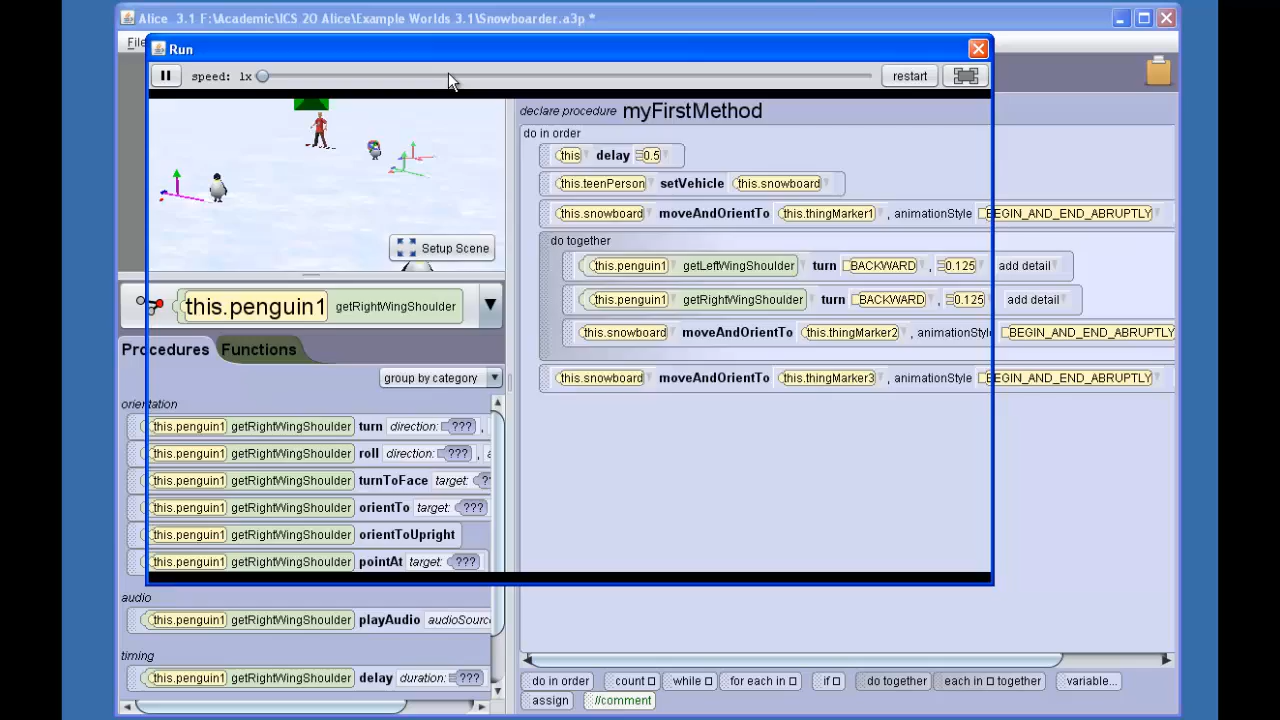 Alice 3.1 F:\Academic\ICS 20 Alice\Example Worlds 3.1\Snowboarder.a3p *
File
Run
speed: 1x
restart
Setup Scene
this.penguin1 getRightWingShoulder
Procedures Functions
group by category
orientation
this.penguin1 getRightWingShoulder turn direction: ??? ,
this.penguin1 getRightWingShoulder roll direction: ??? ,
this.penguin1 getRightWingShoulder turnToFace target: ?
this.penguin1 getRightWingShoulder orientTo target: ???
this.penguin1 getRightWingShoulder orientToUpright
this.penguin1 getRightWingShoulder pointAt target: ???
audio
this.penguin1 getRightWingShoulder playAudio audioSourc
timing
this.penguin1 getRightWingShoulder delay duration: ???
declare procedure myFirstMethod
do in order
this delay 0.5
this.teenPerson setVehicle this.snowboard
this.snowboard moveAndOrientTo this.thingMarker1 , animationStyle BEGIN_AND_END_ABRUPTLY
do together
this.penguin1 getLeftWingShoulder turn BACKWARD , 0.125 add detail
this.penguin1 getRightWingShoulder turn BACKWARD , 0.125 add detail
this.snowboard moveAndOrientTo this.thingMarker2 , animationSty BEGIN_AND_END_ABRUPTLY
this.snowboard moveAndOrientTo this.thingMarker3 , animationStyle BEGIN_AND_END_ABRUPTLY
do in order count while for each in if do together each in together variable...
assign //comment